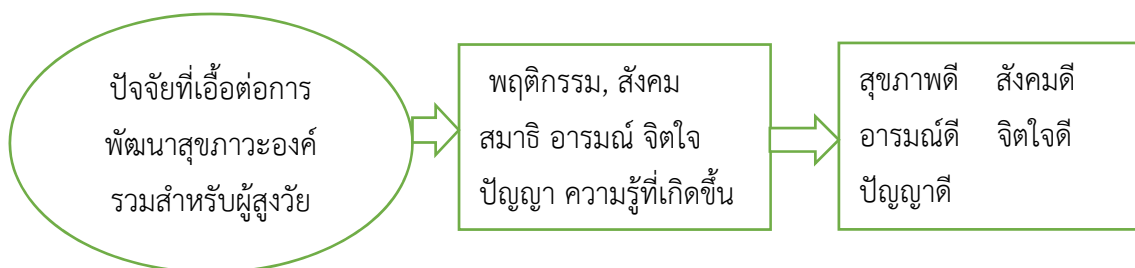 ปัจจัยที่เอื้อต่อการ
พัฒนาสุขภาวะองค์
รวมสำหรับผู้สูงวัย
พฤติกรรม, สังคม
สมาธิ อารมณ์ จิตใจ
ปัญญา ความรู้ที่เกิดขึ้น
สุขภาพดี สังคมดี
อารมณ์ดี จิตใจดี
ปัญญาดี